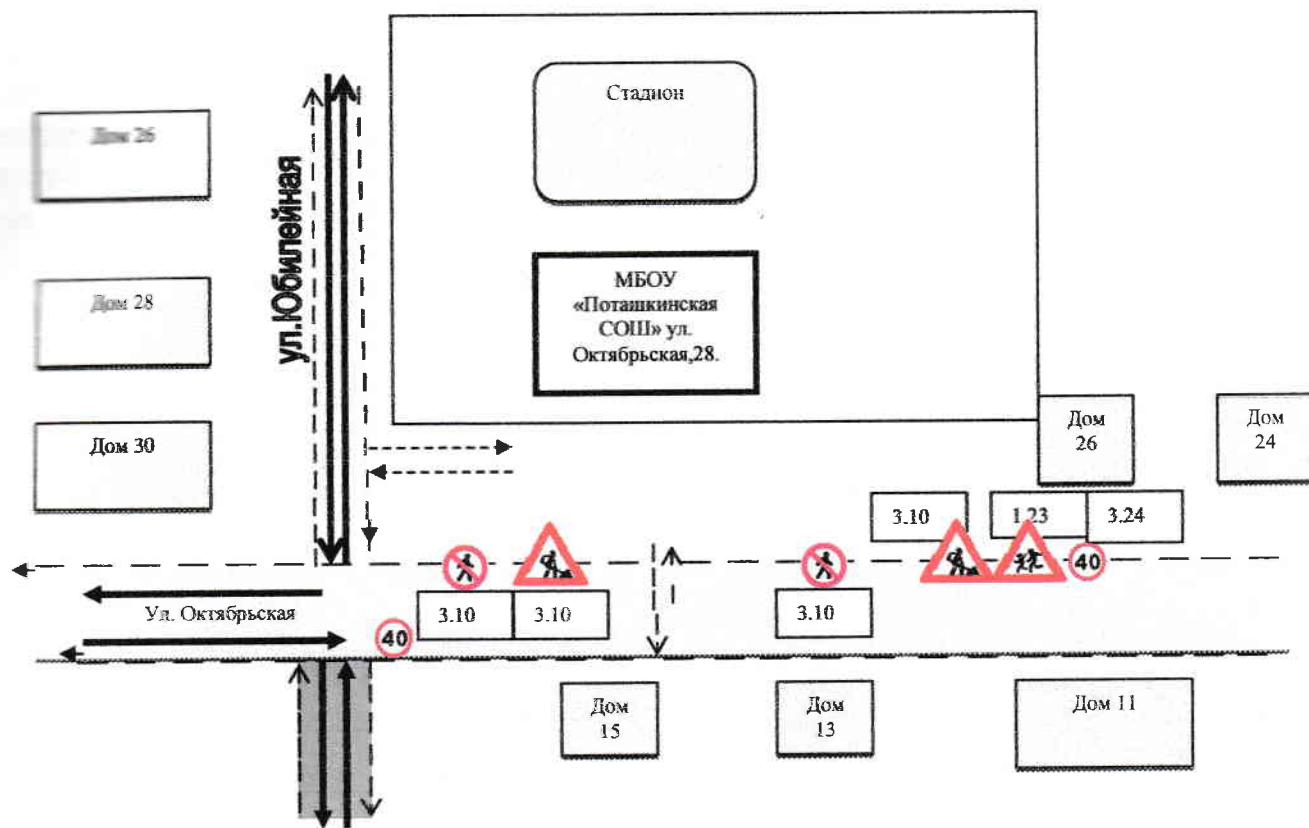 Стадион
Дом 26
ул.Юбилейная
МБОУ
«Поташкинская
СОШ» ул.
Октябрьская,28.
Дом 28
Дом 30
Дом
26
Дом
24
3.10
1.23
3.24
40
Ул. Октябрьская
3.10
3.10
3.10
40
Дом
15
Дом
13
Дом 11